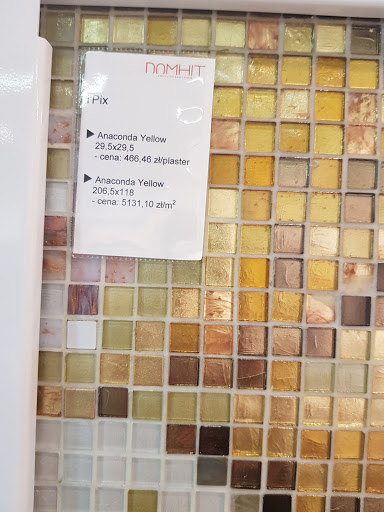 DOMHIT
iPix
Anaconda Yellow
29,5x29,5
- cena: 466,46 zł/plaster
Anaconda Yellow
206,5x118
- cena: 5131,10 zł/m²